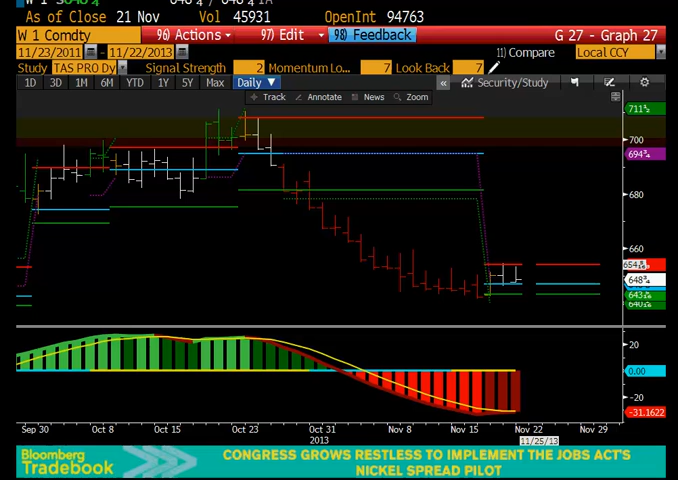 As of Close 21 Nov Vol 45931 OpenInt 94763
W 1 Comdty 96) Actions 97) Edit 98) Feedback G 27 - Graph 27
11/23/2011 - 11/22/2013 11) Compare Local CCY
Study TAS PRO Dy Signal Strength 2 Momentum Lo... 7 Look Back 7
1D 3D 1M 6M YTD 1Y 5Y Max Daily ▼ « Security/Study
Track Annotate News Zoom
700
680
660
20
0.00
-20
-31.1622
Sep 30 Oct 8 Oct 15 Oct 23 Oct 31 Nov 8 Nov 15 Nov 22 Nov 29
2013 11/25/13
Bloomberg
Tradebook
CONGRESS GROWS RESTLESS TO IMPLEMENT THE JOBS ACT'S
NICKEL SPREAD PILOT